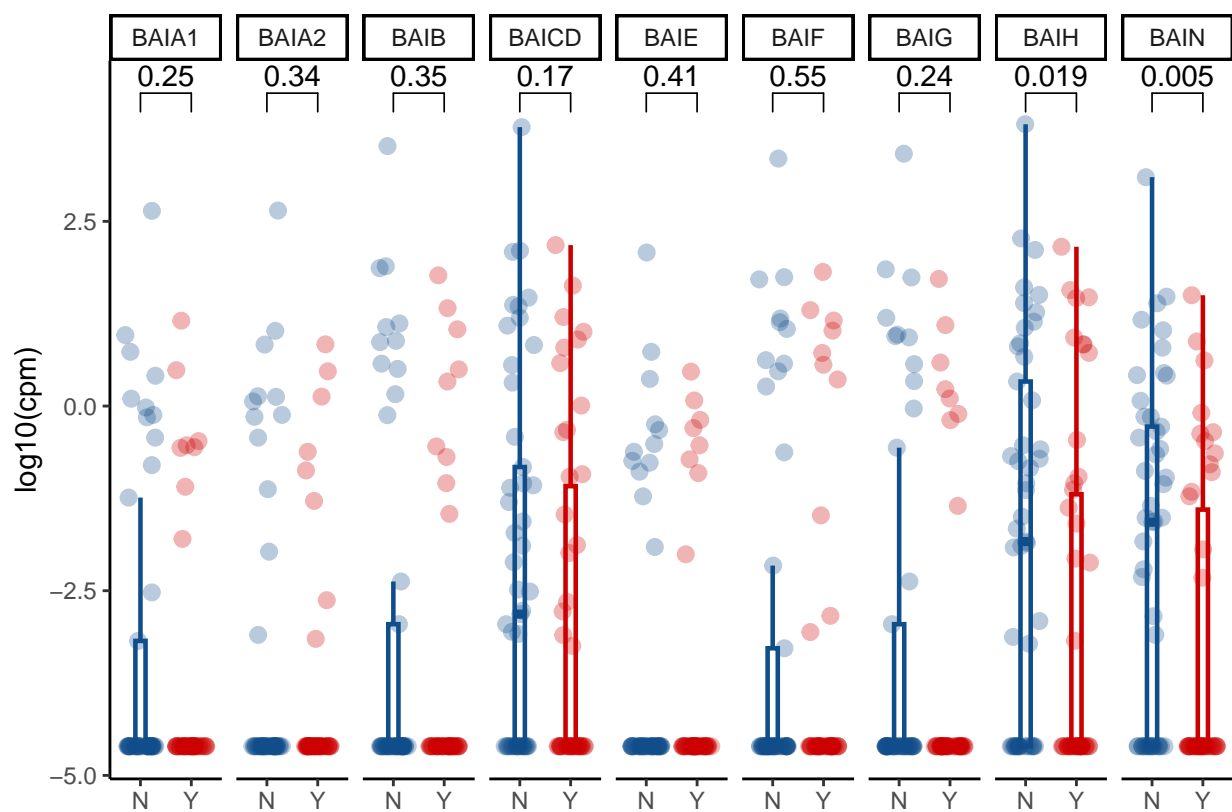 BAIA1 BAIA2 BAIB BAICD BAIE BAIF BAIG BAIH BAIN
0.25 0.34 0.35 0.17 0.41 0.55 0.24 0.019 0.005
log10(cpm)
2.5
0.0
−2.5
−5.0
N Y N Y N Y N Y N Y N Y N Y N Y N Y